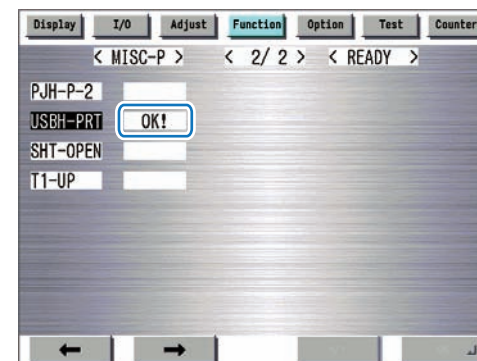 Display I/O Adjust Function Option Test Counter
< MISC-P > < 2/ 2 > < READY >
PJH-P-2
USBH-PRT OK!
SHT-OPEN
T1-UP